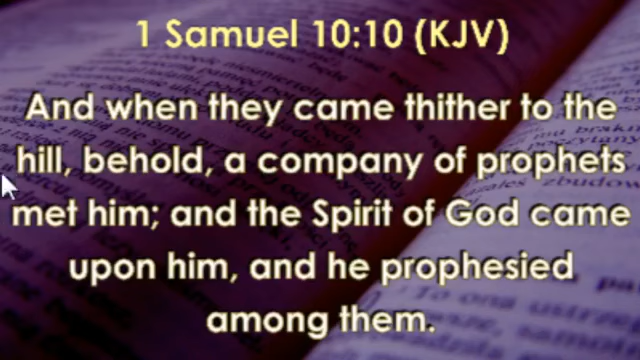 1 Samuel 10:10 (KJV)
And when they came thither to the
hill, behold, a company of prophets
met him; and the Spirit of God came
upon him, and he prophesied
among them.